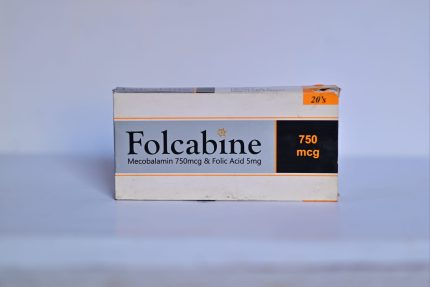 20's
Folcabine
Mecobalamin 750mcg & Folic Acid 5mg
750
mcg